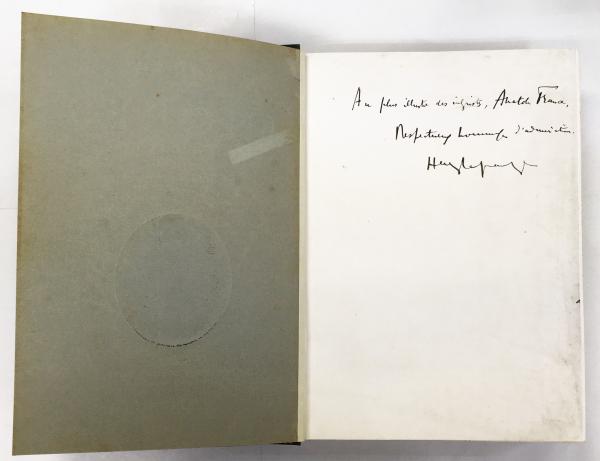 Au plus illustre des, Anatole France,
Respectueux hommage d'admiration.